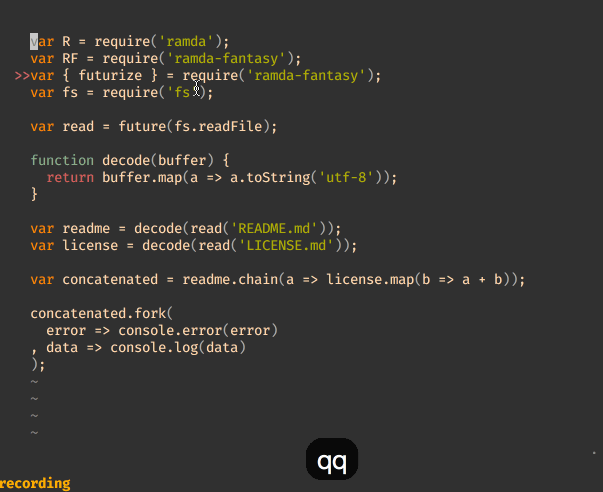 var R = require('ramda');
var RF = require('ramda-fantasy');
>>var { futurize } = require('ramda-fantasy');
var fs = require('fs');

var read = future(fs.readFile);

function decode(buffer) {
  return buffer.map(a => a.toString('utf-8'));
}

var readme = decode(read('README.md'));
var license = decode(read('LICENSE.md'));

var concatenated = readme.chain(a => license.map(b => a + b));

concatenated.fork(
  error => console.error(error)
, data => console.log(data)
);
~
~
~
~
qq
recording